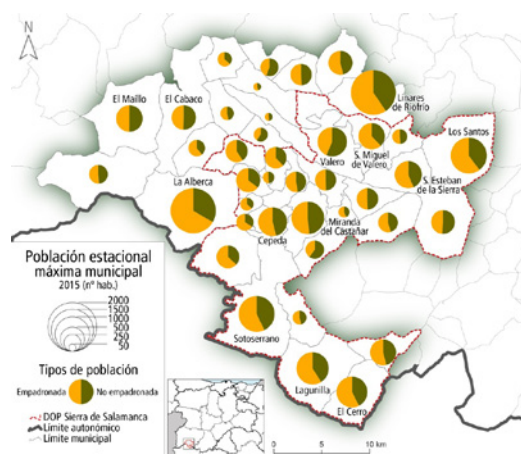 N
El Maíllo
El Cabaco
Linares
de Riofrío
Los Santos
Valero
S. Miguel
de Valero
S. Esteban
de la Sierra
La Alberca
Miranda
del Castañar
Cepeda
Sotoserrano
Lagunilla
El Cerro
Población estacional
máxima municipal
2015 (nº hab.)
2000
1500
1000
500
250
50
Tipos de población
Empadronada
No empadronada
DOP Sierra de Salamanca
Límite autonómico
Límite municipal
0 10 km